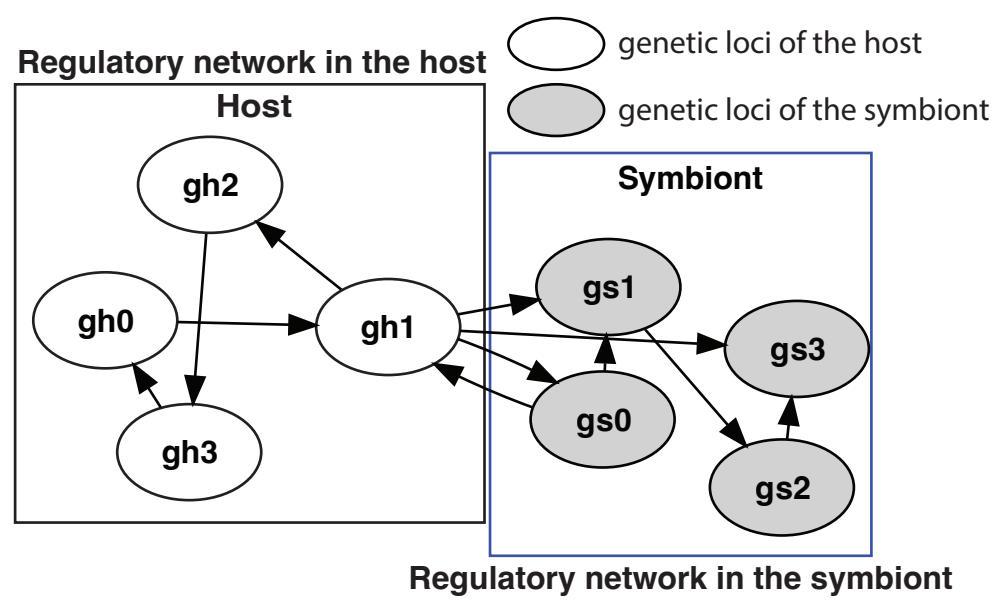 genetic loci of the host
Regulatory network in the host
Host
genetic loci of the symbiont
Symbiont
gh2
gs1
gh0
gh1
gs3
gs0
gh3
gs2
Regulatory network in the symbiont